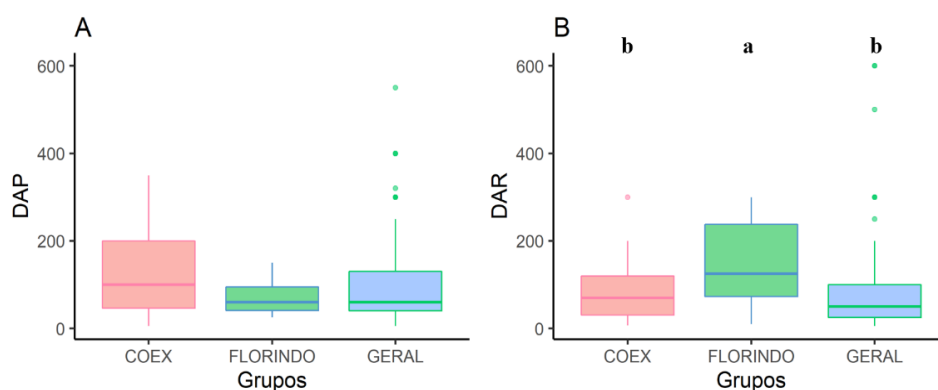 A
600
400
200
0
DAP
COEX FLORINDO GERAL
Grupos
B
b a b
600
400
200
0
DAR
COEX FLORINDO GERAL
Grupos